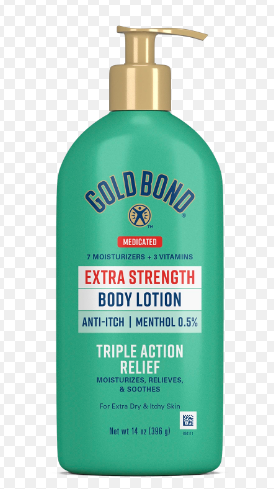 GOLD BOND
®
TM
MEDICATED
7 MOISTURIZERS + 3 VITAMINS
EXTRA STRENGTH
BODY LOTION
ANTI-ITCH | MENTHOL 0.5%
TRIPLE ACTION
RELIEF
MOISTURIZES, RELIEVES,
& SOOTHES
For Extra Dry & Itchy Skin
Net wt 14 oz (396 g)